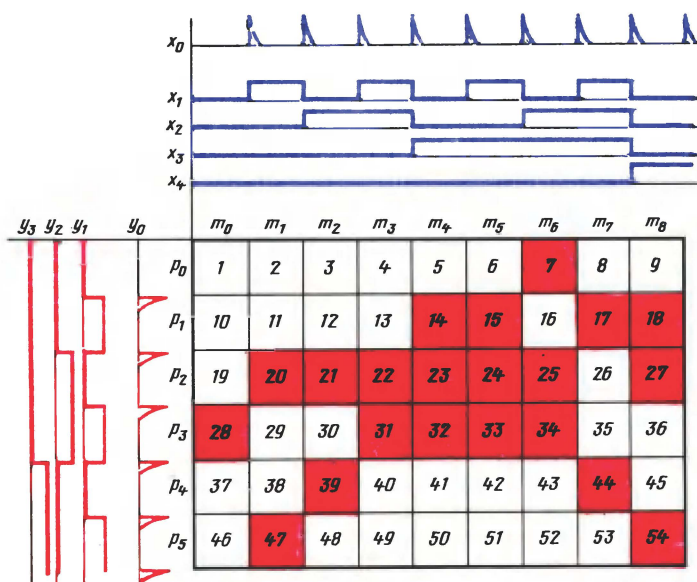 x₀
x₁
x₂
x₃
x₄
y₃ y₂ y₁ y₀ m₀ m₁ m₂ m₃ m₄ m₅ m₆ m₇ m₈
p₀ 1 2 3 4 5 6 7 8 9
p₁ 10 11 12 13 14 15 16 17 18
p₂ 19 20 21 22 23 24 25 26 27
p₃ 28 29 30 31 32 33 34 35 36
p₄ 37 38 39 40 41 42 43 44 45
p₅ 46 47 48 49 50 51 52 53 54